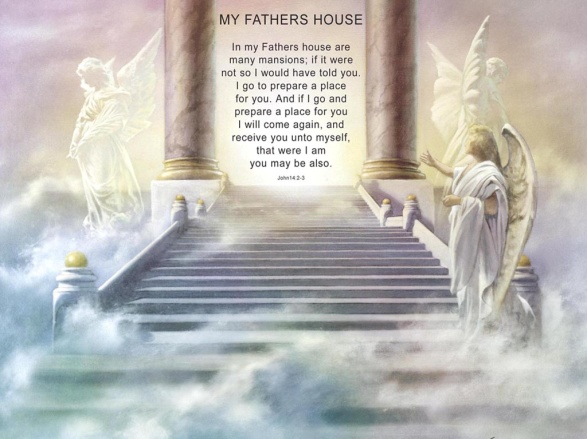 MY FATHERS HOUSE
In my Fathers house are
many mansions; if it were
not so I would have told you.
I go to prepare a place
for you. And if I go and
prepare a place for you
I will come again, and
receive you unto myself,
that were I am
you may be also.
John14:2-3